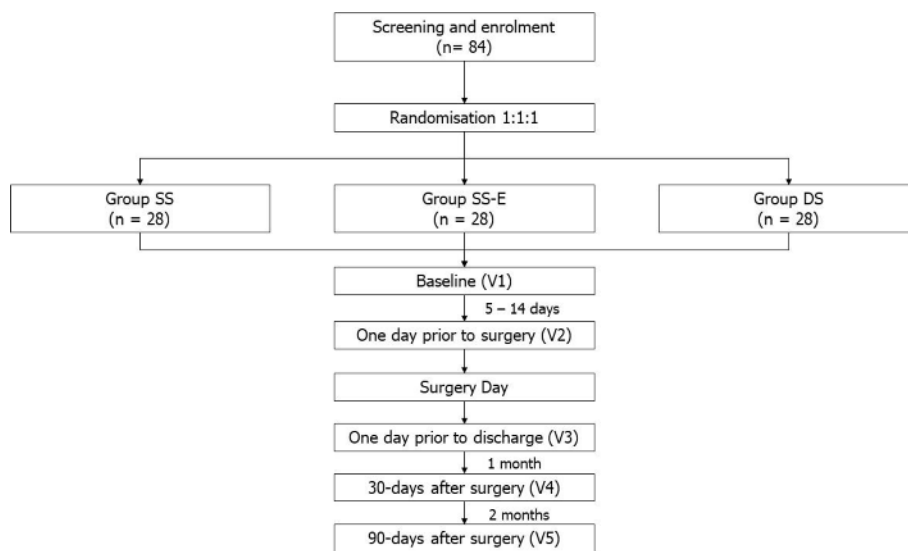 Screening and enrolment
(n= 84)
Randomisation 1:1:1
Group SS
(n = 28)
Group SS-E
(n = 28)
Group DS
(n = 28)
Baseline (V1)
5 – 14 days
One day prior to surgery (V2)
Surgery Day
One day prior to discharge (V3)
1 month
30-days after surgery (V4)
2 months
90-days after surgery (V5)